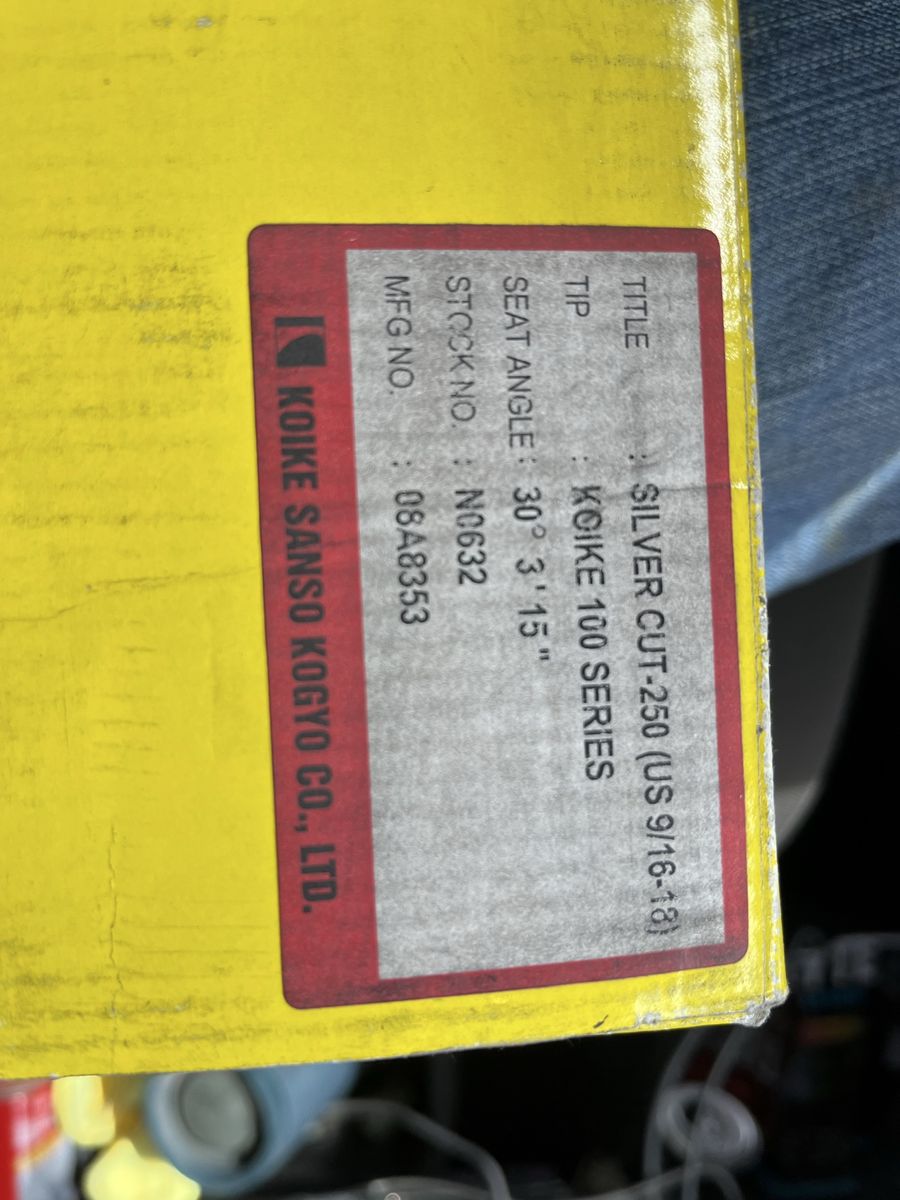 TITLE : SILVER CUT-250 (US 9/16-18)
TIP : KOIKE 100 SERIES
SEAT ANGLE : 30° 3 ' 15 "
STOCK NO. : N0632
MFG NO. : 08A8353
KOIKE SANSO KOGYO CO., LTD.